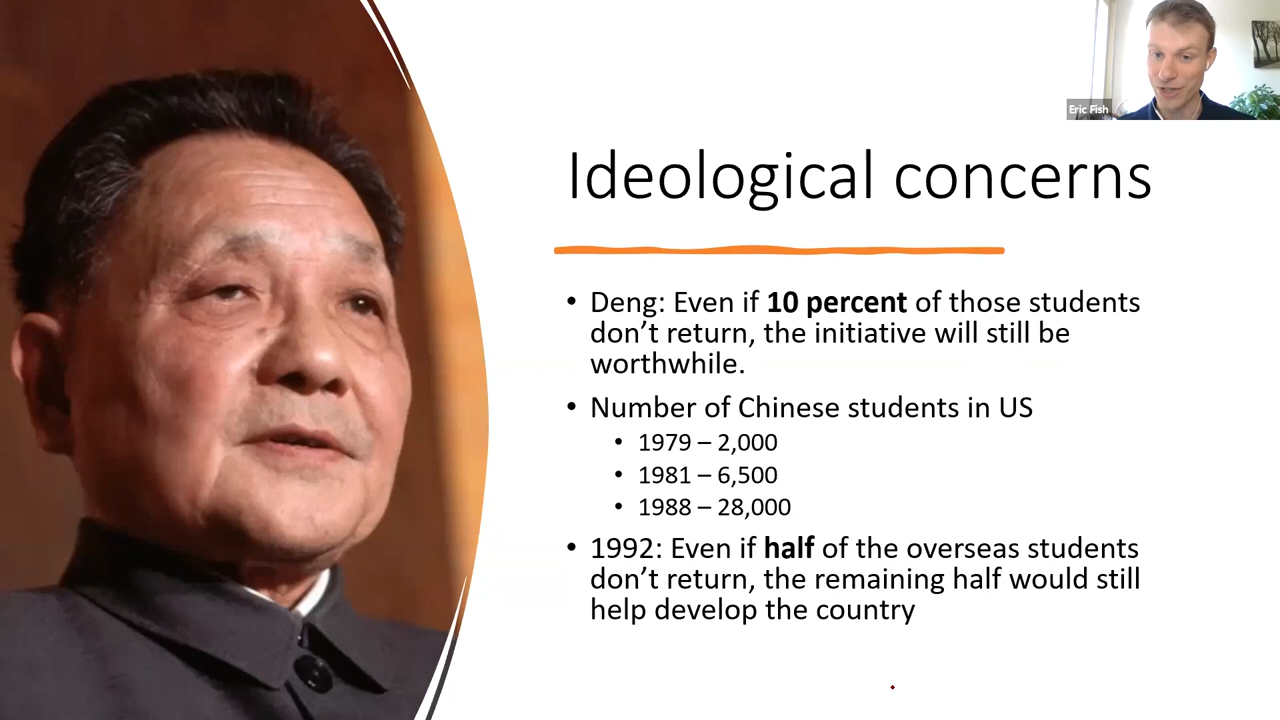 Eric Fish
Ideological concerns
• Deng: Even if 10 percent of those students
don’t return, the initiative will still be
worthwhile.
• Number of Chinese students in US
• 1979 – 2,000
• 1981 – 6,500
• 1988 – 28,000
• 1992: Even if half of the overseas students
don’t return, the remaining half would still
help develop the country